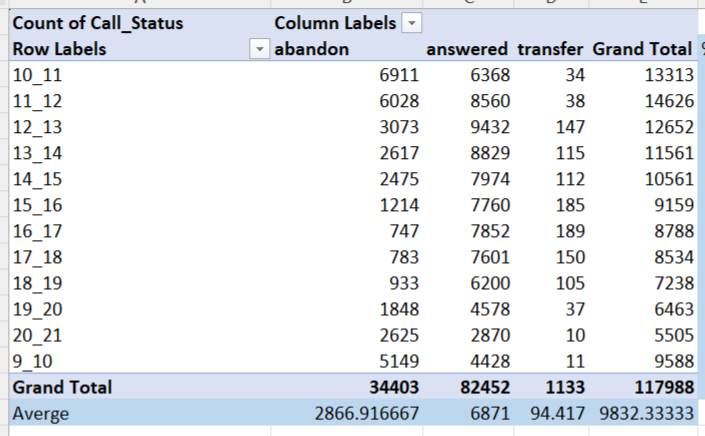 Count of Call_Status Column Labels
Row Labels abandon answered transfer Grand Total
10_11 6911 6368 34 13313
11_12 6028 8560 38 14626
12_13 3073 9432 147 12652
13_14 2617 8829 115 11561
14_15 2475 7974 112 10561
15_16 1214 7760 185 9159
16_17 747 7852 189 8788
17_18 783 7601 150 8534
18_19 933 6200 105 7238
19_20 1848 4578 37 6463
20_21 2625 2870 10 5505
9_10 5149 4428 11 9588
Grand Total 34403 82452 1133 117988
Averge 2866.916667 6871 94.417 9832.33333